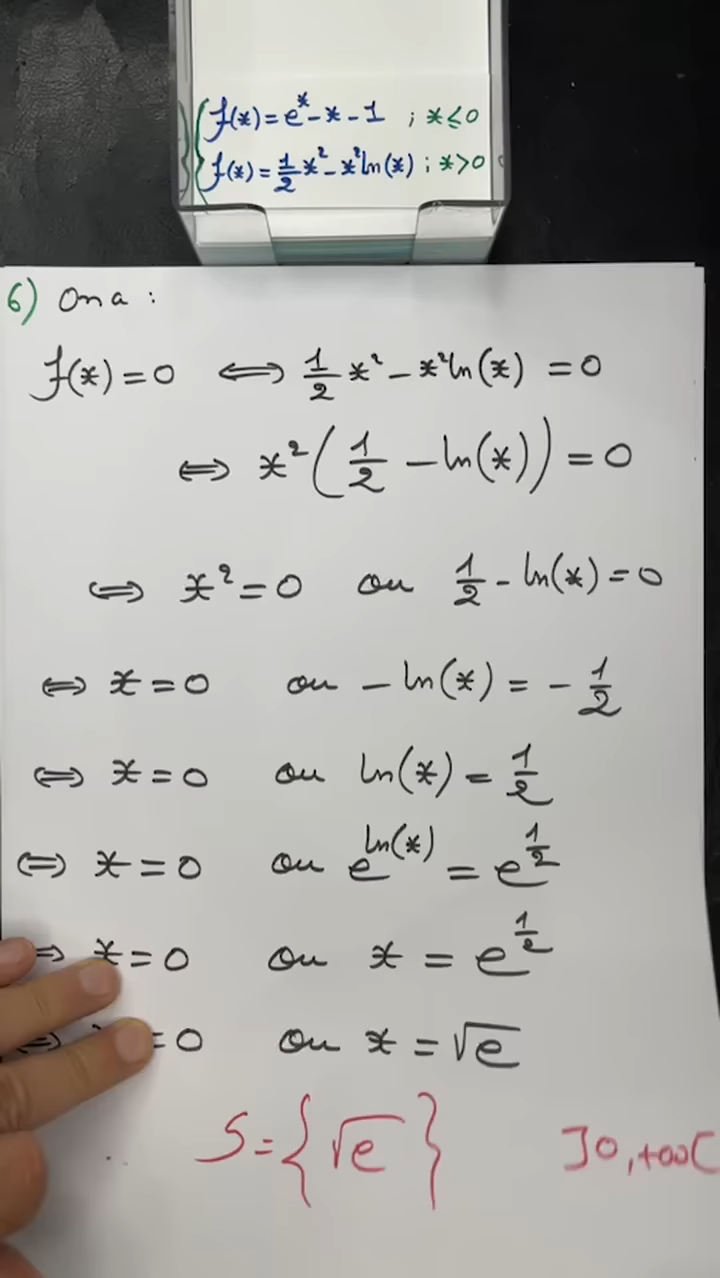 f(x) = e^x - x - 1 ; x ≤ 0
f(x) = 1/2 x² - x² ln(x) ; x > 0
6) On a :
f(x) = 0 ⟺ 1/2 x² - x² ln(x) = 0
⟺ x² (1/2 - ln(x)) = 0
⟺ x² = 0 ou 1/2 - ln(x) = 0
⟺ x = 0 ou - ln(x) = - 1/2
⟺ x = 0 ou ln(x) = 1/2
⟺ x = 0 ou e^ln(x) = e^1/2
⟹ x = 0 ou x = e^1/2
= 0 ou x = √e
S = {√e} ]0, +∞[